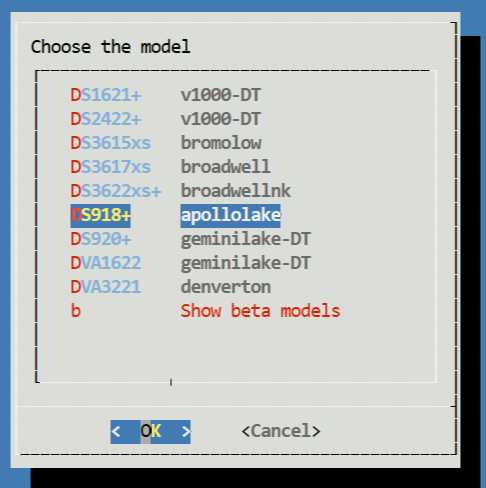 Choose the model
DS1621+ v1000-DT
DS2422+ v1000-DT
DS3615xs bromolow
DS3617xs broadwell
DS3622xs+ broadwellnk
DS918+ apollolake
DS920+ geminilake-DT
DVA1622 geminilake-DT
DVA3221 denverton
b Show beta models
< OK > <Cancel>